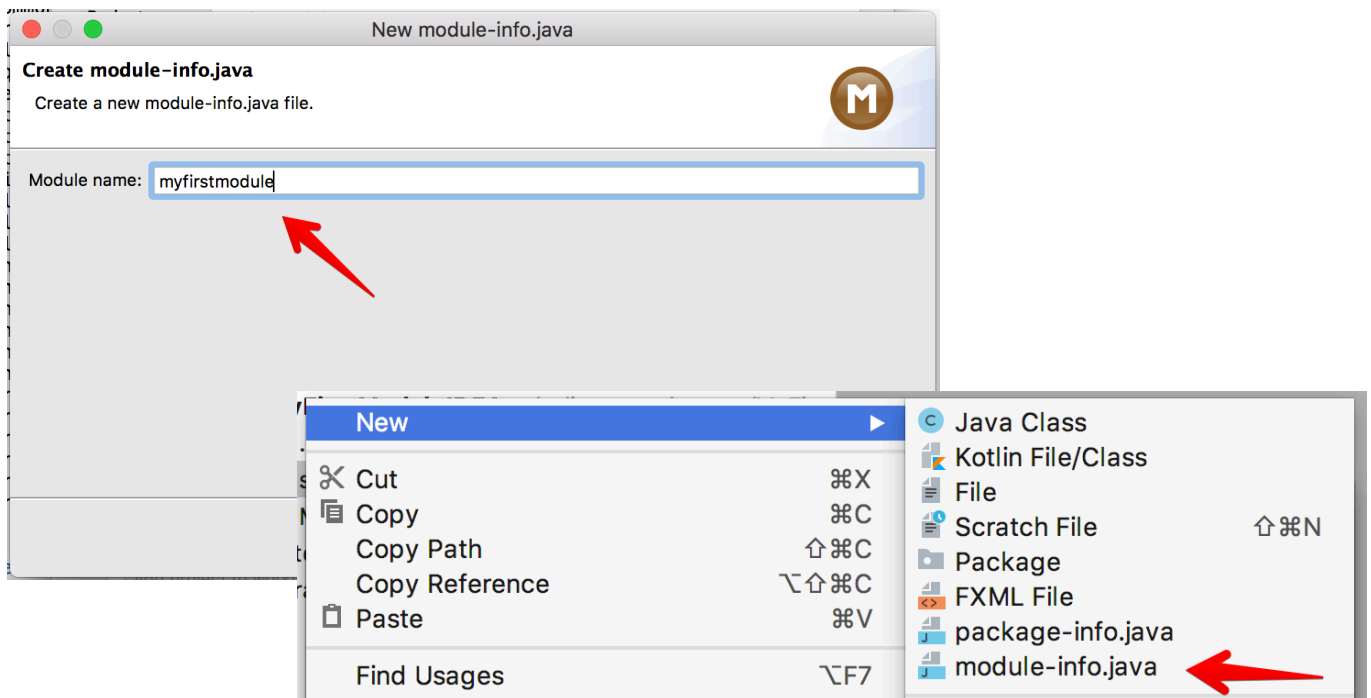 New module-info.java
Create module-info.java
Create a new module-info.java file.
M
Module name: myfirstmodule
New
Cut ⌘X
Copy ⌘C
Copy Path ⇧⌘C
Copy Reference ⌥⇧⌘C
Paste ⌘V
Find Usages ⌥F7
C Java Class
Kotlin File/Class
File
Scratch File ⇧⌘N
Package
FXML File
J package-info.java
J module-info.java